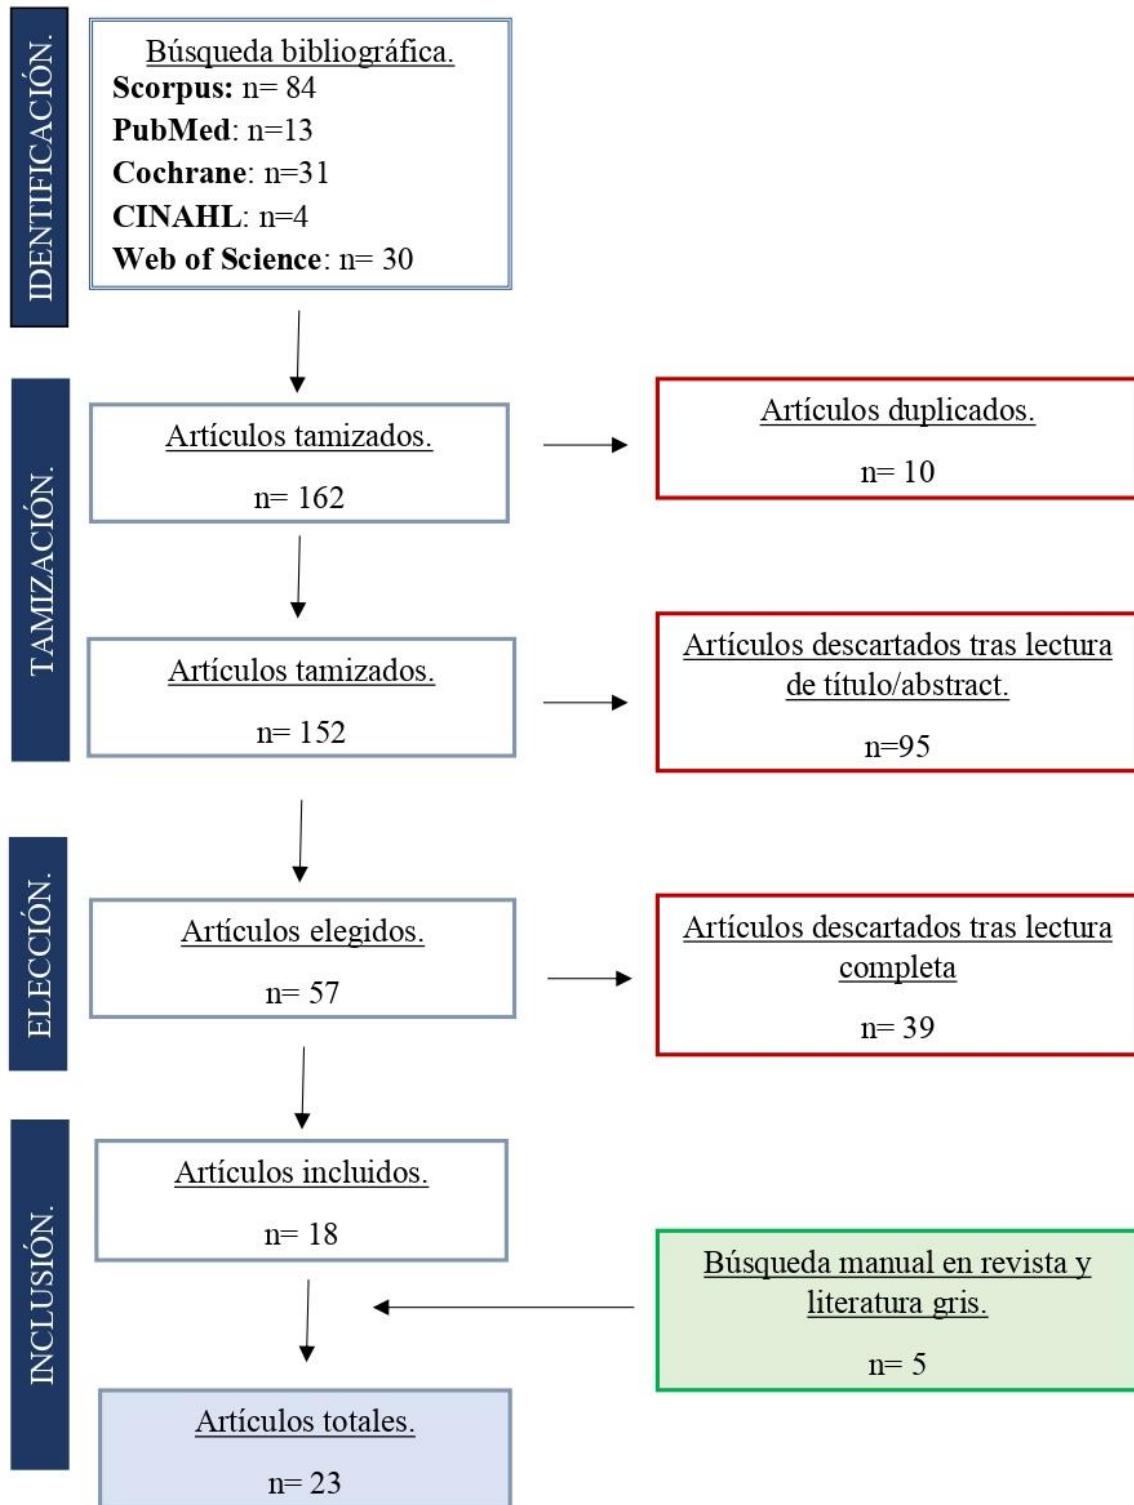 IDENTIFICACIÓN.
Búsqueda bibliográfica.
Scorpus: n= 84
PubMed: n=13
Cochrane: n=31
CINAHL: n=4
Web of Science: n= 30
TAMIZACIÓN.
Artículos tamizados.
n= 162
Artículos duplicados.
n= 10
Artículos tamizados.
n= 152
Artículos descartados tras lectura
de título/abstract.
n=95
ELECCIÓN.
Artículos elegidos.
n= 57
Artículos descartados tras lectura
completa
n= 39
INCLUSIÓN.
Artículos incluidos.
n= 18
Búsqueda manual en revista y
literatura gris.
n= 5
Artículos totales.
n= 23